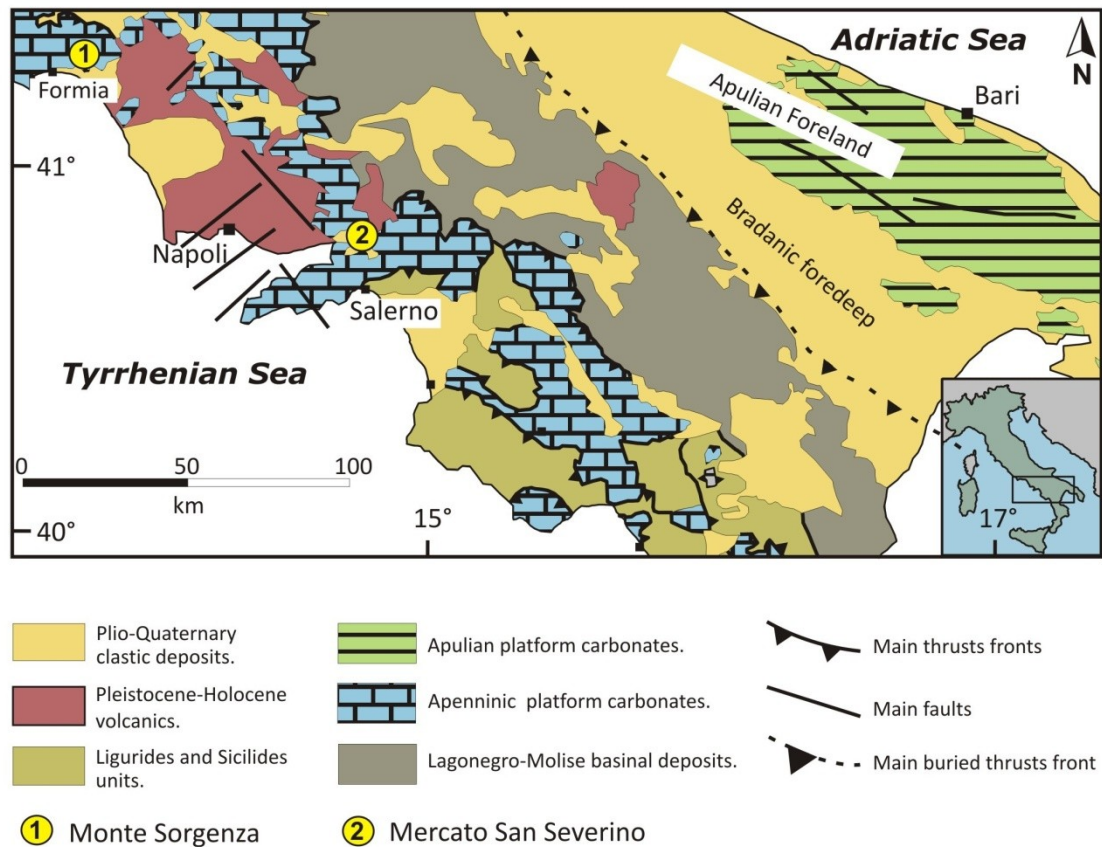 Adriatic Sea
N
1
Formia
Apulian Foreland
Bari
41°
Bradanic foredeep
2
Napoli
Salerno
Tyrrhenian Sea
0 50 100
km
40°
15°
17°
Plio-Quaternary
clastic deposits.
Apulian platform carbonates.
Main thrusts fronts
Pleistocene-Holocene
volcanics.
Apenninic platform carbonates.
Main faults
Ligurides and Sicilides
units.
Lagonegro-Molise basinal deposits.
Main buried thrusts front
1 Monte Sorgenza
2 Mercato San Severino